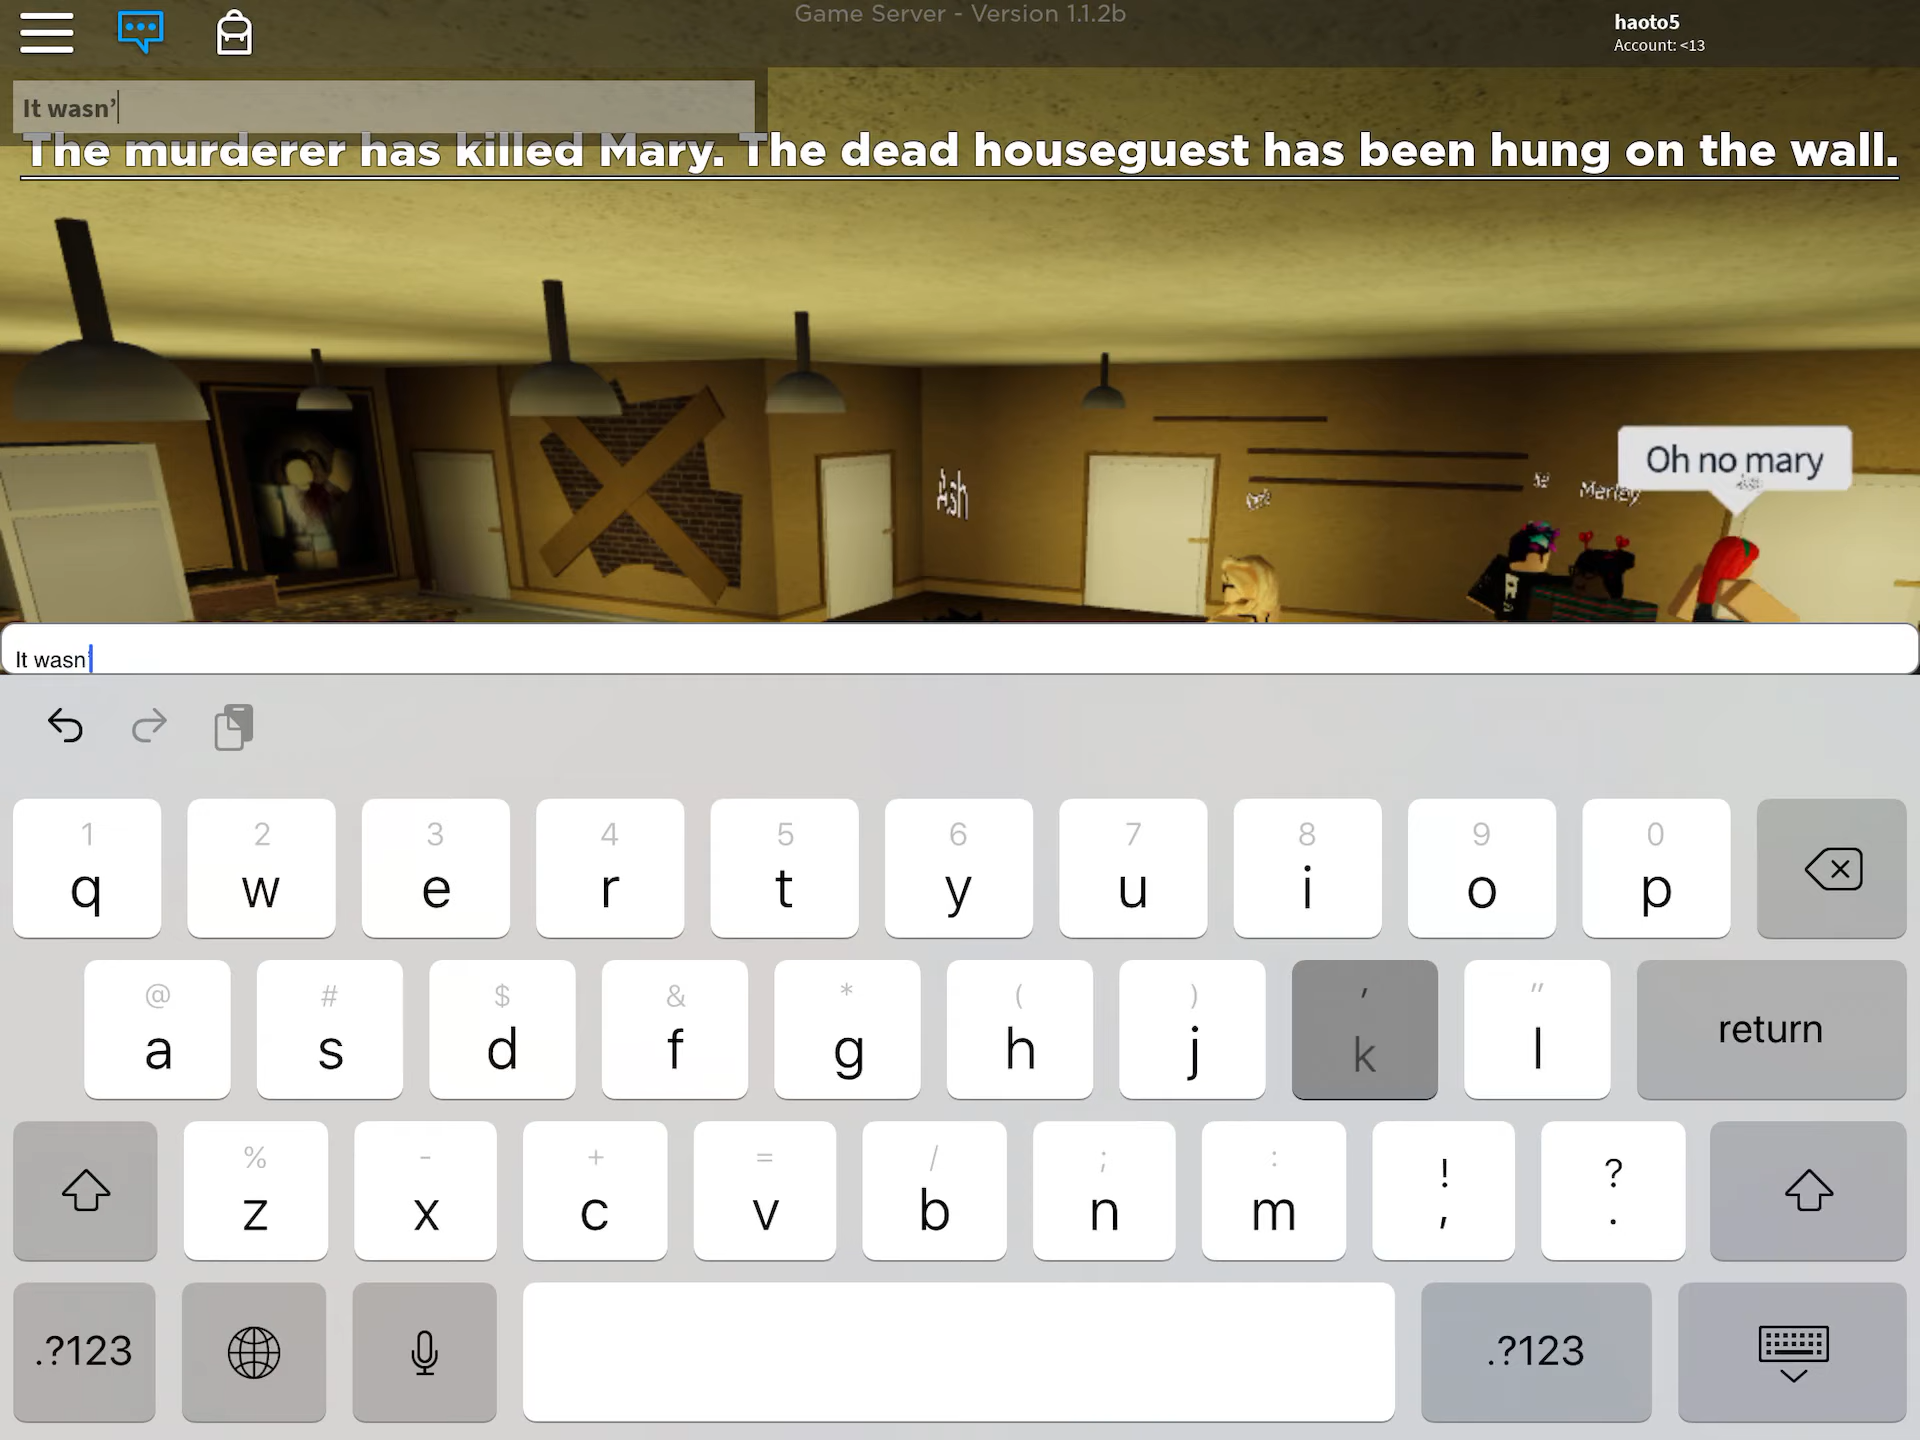 Game Server - Version 1.1.2b
haoto5
Account: <13
It wasn’
The murderer has killed Mary. The dead houseguest has been hung on the wall.
Oh no mary
Ash
Marley
It wasn'
1 2 3 4 5 6 7 8 9 0
q w e r t y u i o p
@ # $ & * ( ) ' "
a s d f g h j k l return
% - + = / ; : ! ?
z x c v b n m , .
.?123 .?123